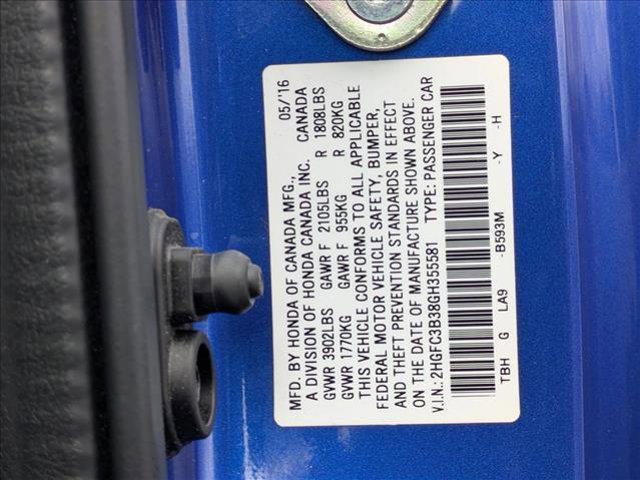 MFD. BY HONDA OF CANADA MFG., 05/'16
A DIVISION OF HONDA CANADA INC. CANADA
GVWR 3902LBS GAWR F 2105LBS R 1808LBS
GVWR 1770KG GAWR F 955KG R 820KG
THIS VEHICLE CONFORMS TO ALL APPLICABLE
FEDERAL MOTOR VEHICLE SAFETY, BUMPER,
AND THEFT PREVENTION STANDARDS IN EFFECT
ON THE DATE OF MANUFACTURE SHOWN ABOVE.
V.I.N.: 2HGFC3B38GH355581 TYPE: PASSENGER CAR
TBH G LA9 -B593M -Y -H